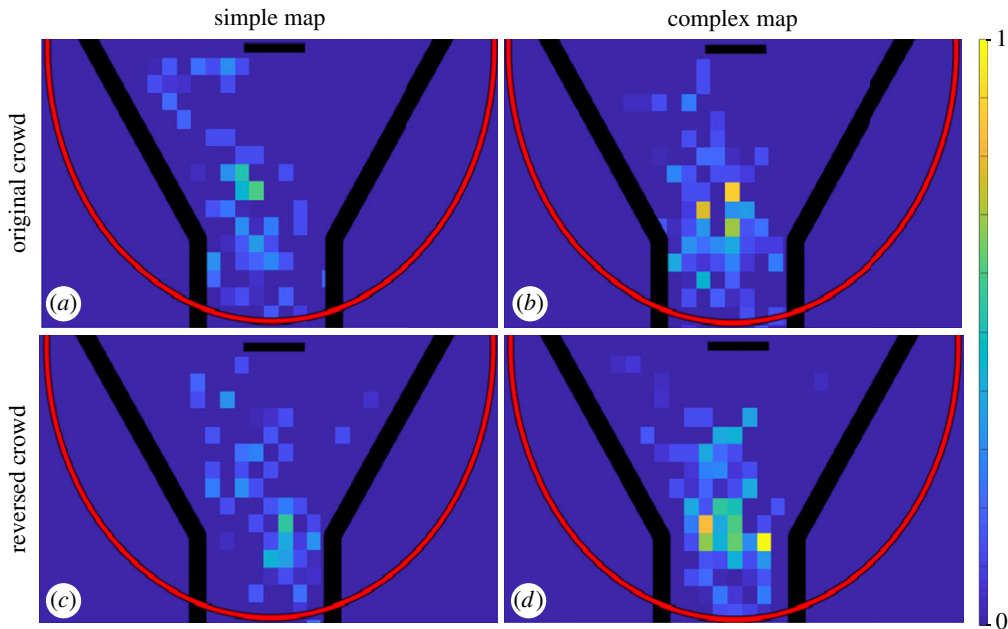 simple map
complex map
1
original crowd
(a)
(b)
reversed crowd
(c)
(d)
0